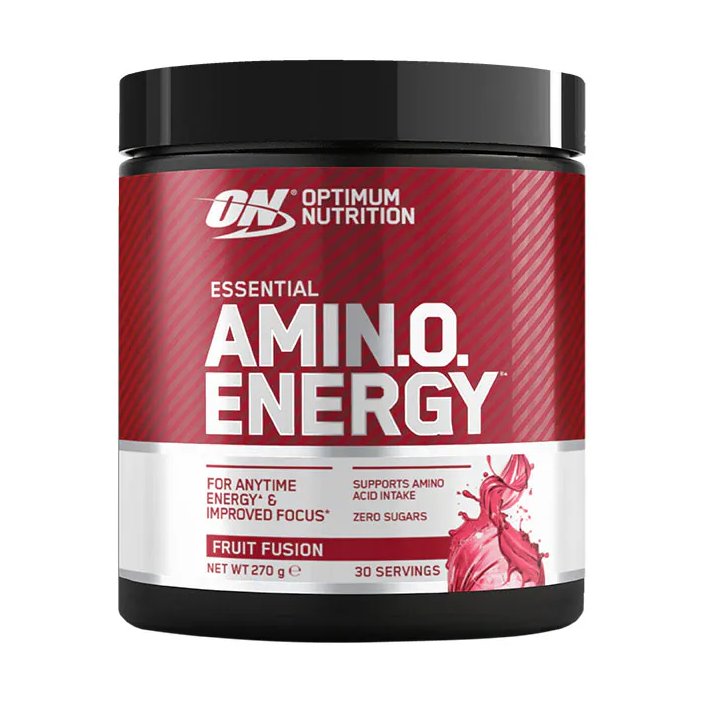 ON® OPTIMUM
NUTRITION
ESSENTIAL
AMIN.O.
ENERGY
FOR ANYTIME
ENERGY▲ &
IMPROVED FOCUS*
SUPPORTS AMINO
ACID INTAKE
ZERO SUGARS
FRUIT FUSION
NET WT 270 g ℮
30 SERVINGS